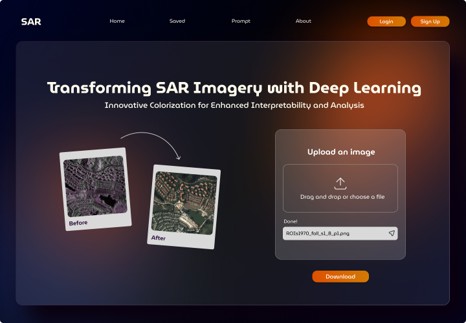 SAR
Home
Saved
Prompt
About
Login
Sign Up
Transforming SAR Imagery with Deep Learning
Innovative Colorization for Enhanced Interpretability and Analysis
Upload an image
Drag and drop or choose a file
Done!
ROIs1970_fall_s1_8_p1.png
Before
After
Download